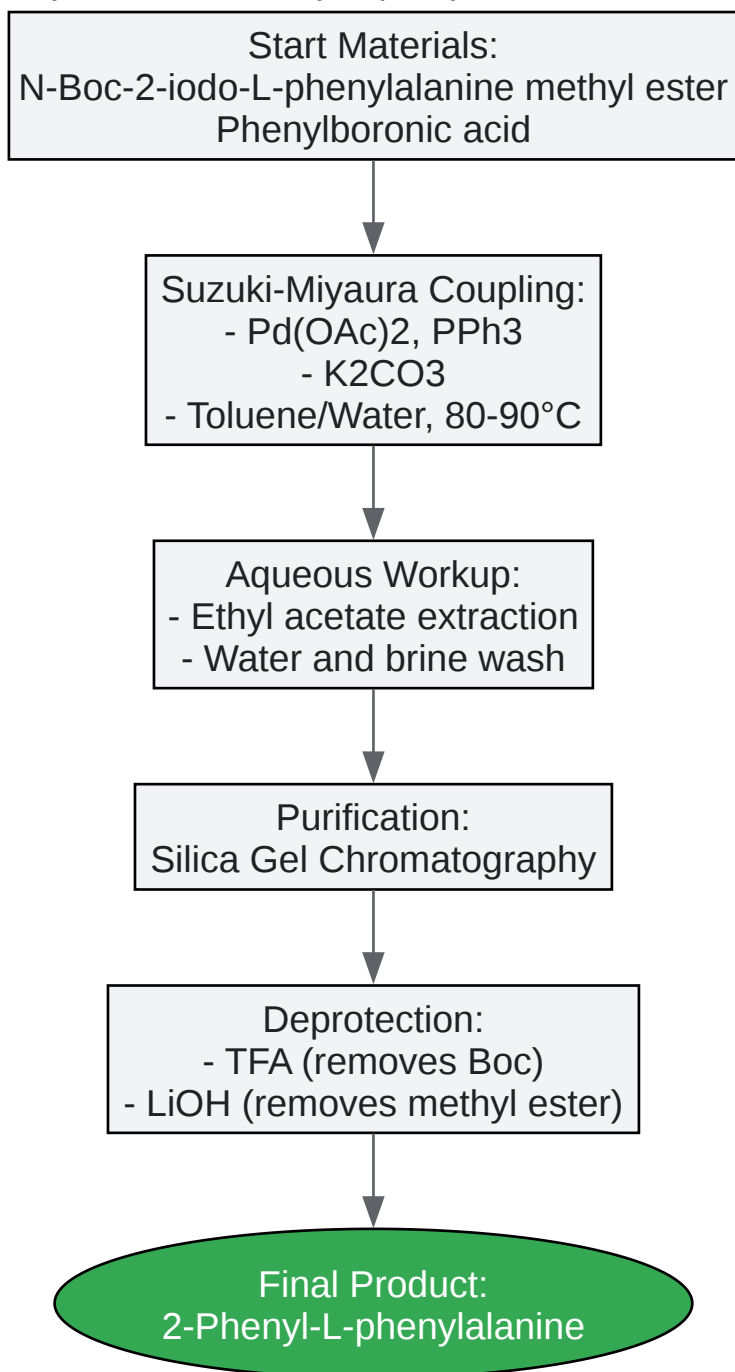 Start Materials:
N-Boc-2-iodo-L-phenylalanine methyl ester
Phenylboronic acid
Suzuki-Miyaura Coupling:
- Pd(OAc)2, PPh3
- K2CO3
- Toluene/Water, 80-90°C
Aqueous Workup:
- Ethyl acetate extraction
- Water and brine wash
Purification:
Silica Gel Chromatography
Deprotection:
- TFA (removes Boc)
- LiOH (removes methyl ester)
Final Product:
2-Phenyl-L-phenylalanine